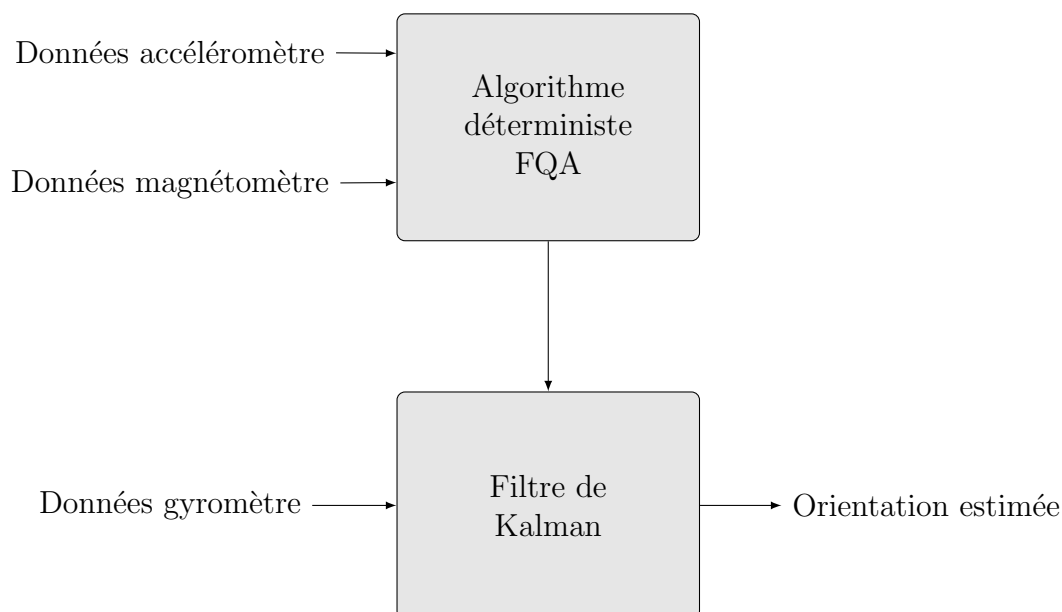 Données accéléromètre
Algorithme
déterministe
FQA
Données magnétomètre
Données gyromètre
Filtre de
Kalman
Orientation estimée